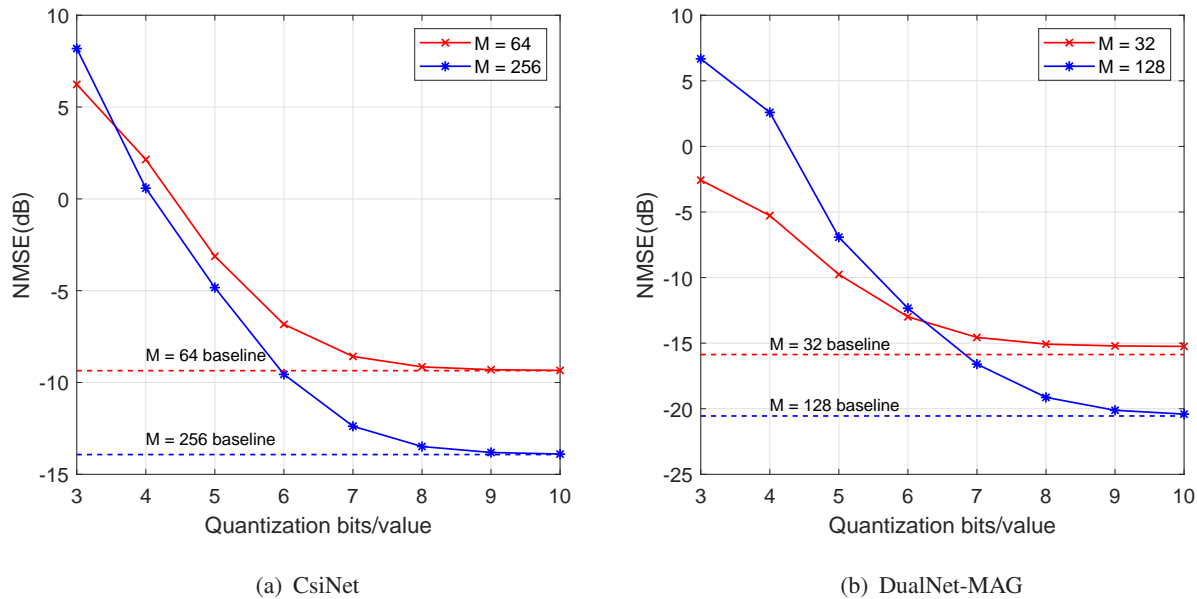 10
5
0
-5
-10
-15
NMSE(dB)
3 4 5 6 7 8 9 10
Quantization bits/value
M = 64
M = 256
M = 64 baseline
M = 256 baseline
(a) CsiNet
10
5
0
-5
-10
-15
-20
-25
NMSE(dB)
3 4 5 6 7 8 9 10
Quantization bits/value
M = 32
M = 128
M = 32 baseline
M = 128 baseline
(b) DualNet-MAG